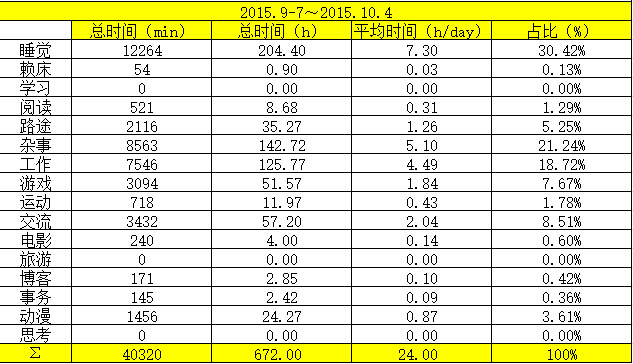 2015.9-7～2015.10.4
总时间（min） 总时间（h） 平均时间（h/day） 占比（%）
睡觉 12264 204.40 7.30 30.42%
赖床 54 0.90 0.03 0.13%
学习 0 0.00 0.00 0.00%
阅读 521 8.68 0.31 1.29%
路途 2116 35.27 1.26 5.25%
杂事 8563 142.72 5.10 21.24%
工作 7546 125.77 4.49 18.72%
游戏 3094 51.57 1.84 7.67%
运动 718 11.97 0.43 1.78%
交流 3432 57.20 2.04 8.51%
电影 240 4.00 0.14 0.60%
旅游 0 0.00 0.00 0.00%
博客 171 2.85 0.10 0.42%
事务 145 2.42 0.09 0.36%
动漫 1456 24.27 0.87 3.61%
思考 0 0.00 0.00 0.00%
Σ 40320 672.00 24.00 100%